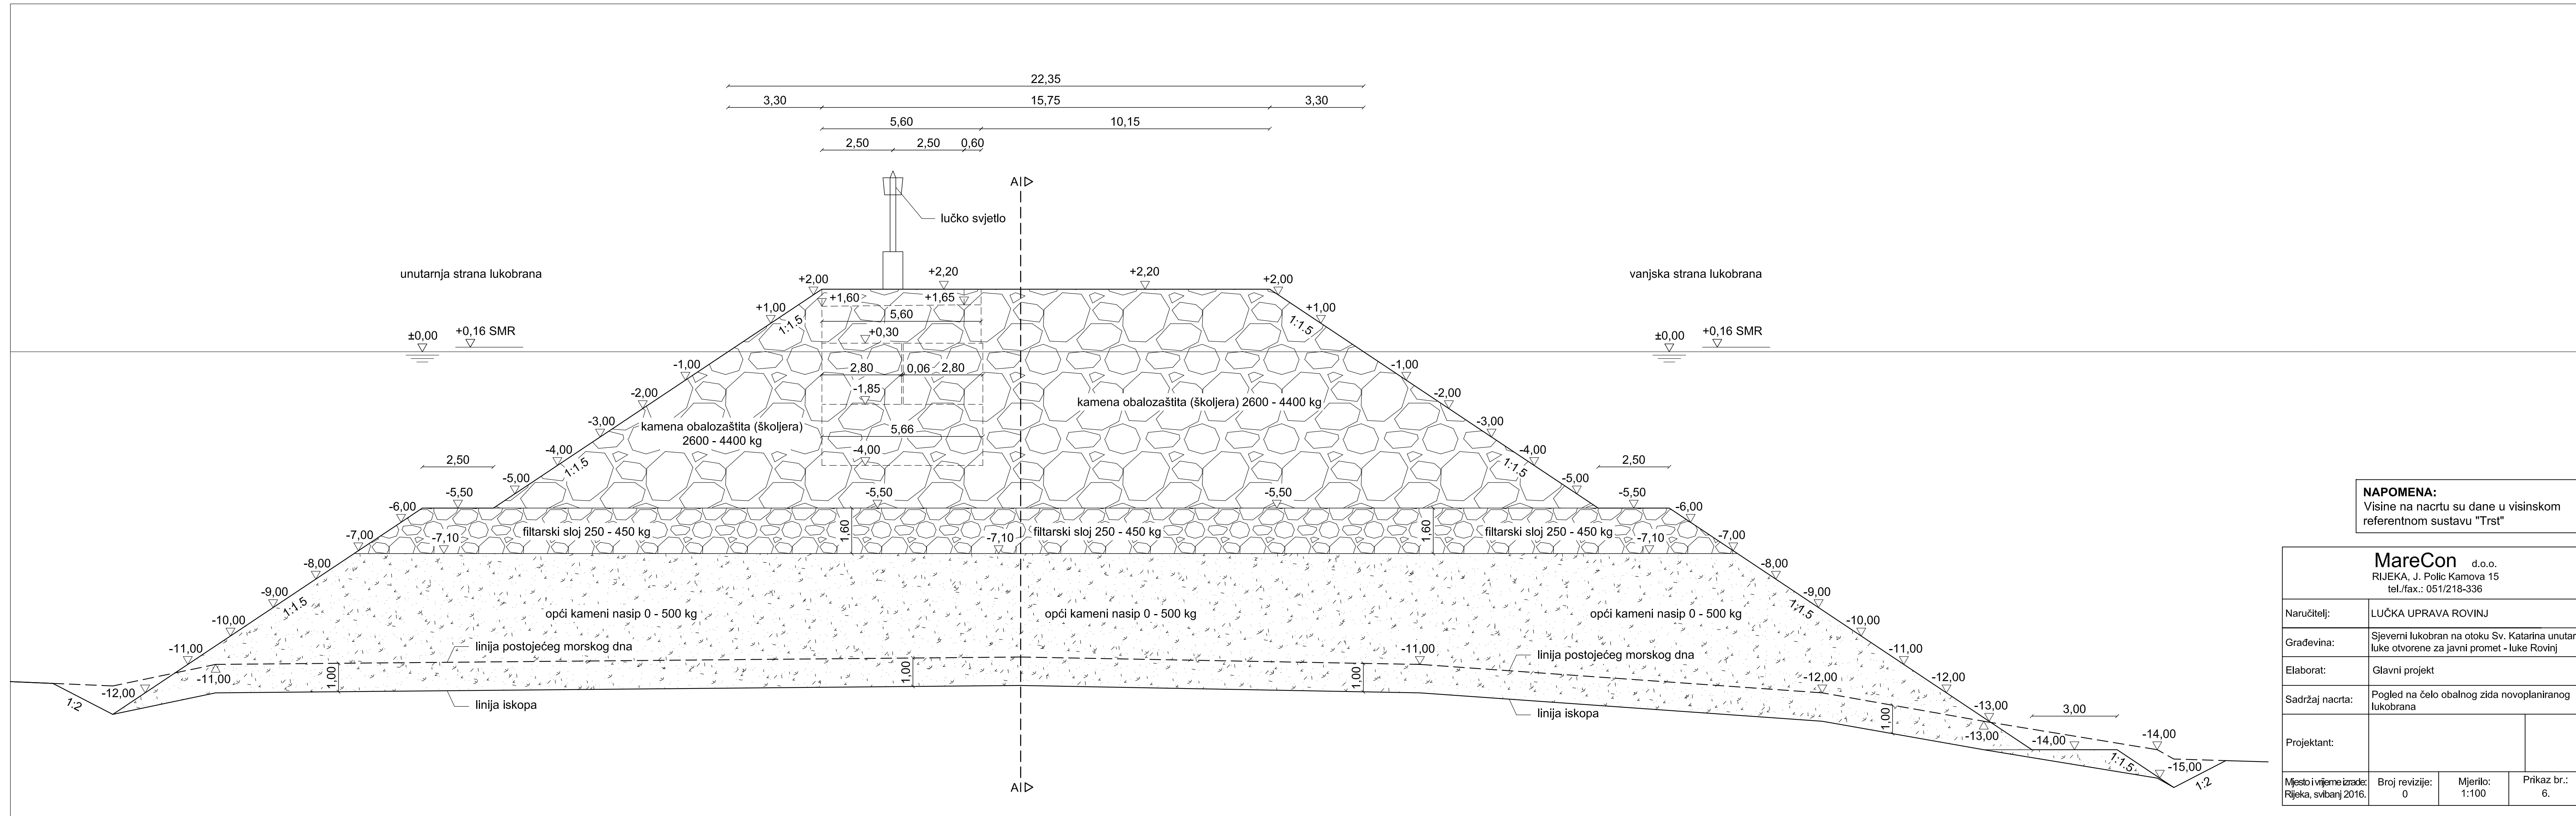 22,35
3,30 15,75 3,30
5,60 10,15
2,50 2,50 0,60
A
lučko svjetlo
unutarnja strana lukobrana
vanjska strana lukobrana
+2,00 +2,20 +2,20 +2,00
+1,60 +1,65
+1,00 5,60 +1,00
1:1.5 1:1.5
±0,00 +0,16 SMR +0,30 ±0,00 +0,16 SMR
-1,00 2,80 0,06 2,80 -1,00
-1,85
-2,00 -2,00
kamena obalozaštita (školjera) 2600 - 4400 kg
-3,00 -3,00
kamena obalozaštita (školjera)
2600 - 4400 kg
5,66
-4,00 -4,00 -4,00
1:1.5 1:1.5
2,50 2,50
-5,00 -5,00
-5,50 -5,50 -5,50 -5,50
-6,00 -6,00
filtarski sloj 250 - 450 kg 1,60 filtarski sloj 250 - 450 kg 1,60 filtarski sloj 250 - 450 kg
-7,00 -7,10 -7,10 -7,10 -7,00
-8,00 -8,00
-9,00 -9,00
1:1.5 1:1.5
opći kameni nasip 0 - 500 kg opći kameni nasip 0 - 500 kg opći kameni nasip 0 - 500 kg
-10,00 -10,00
linija postojećeg morskog dna
linija postojećeg morskog dna
-11,00 -11,00 -11,00
-11,00 1,00 1,00 1,00
-12,00 -12,00 -12,00
1:2
linija iskopa
linija iskopa
1,00 -13,00 3,00
-13,00 -14,00 -14,00
1:1.5 -15,00
1:2
A
NAPOMENA:
Visine na nacrtu su dane u visinskom
referentnom sustavu "Trst"
MareCon d.o.o.
RIJEKA, J. Polic Kamova 15
tel./fax.: 051/218-336
Naručitelj: LUČKA UPRAVA ROVINJ
Građevina: Sjeverni lukobran na otoku Sv. Katarina unutar
luke otvorene za javni promet - luke Rovinj
Elaborat: Glavni projekt
Sadržaj nacrta: Pogled na čelo obalnog zida novoplaniranog
lukobrana
Projektant:
Mjesto i vrijeme izrade: Broj revizije: Mjerilo: Prikaz br.:
Rijeka, svibanj 2016. 0 1:100 6.